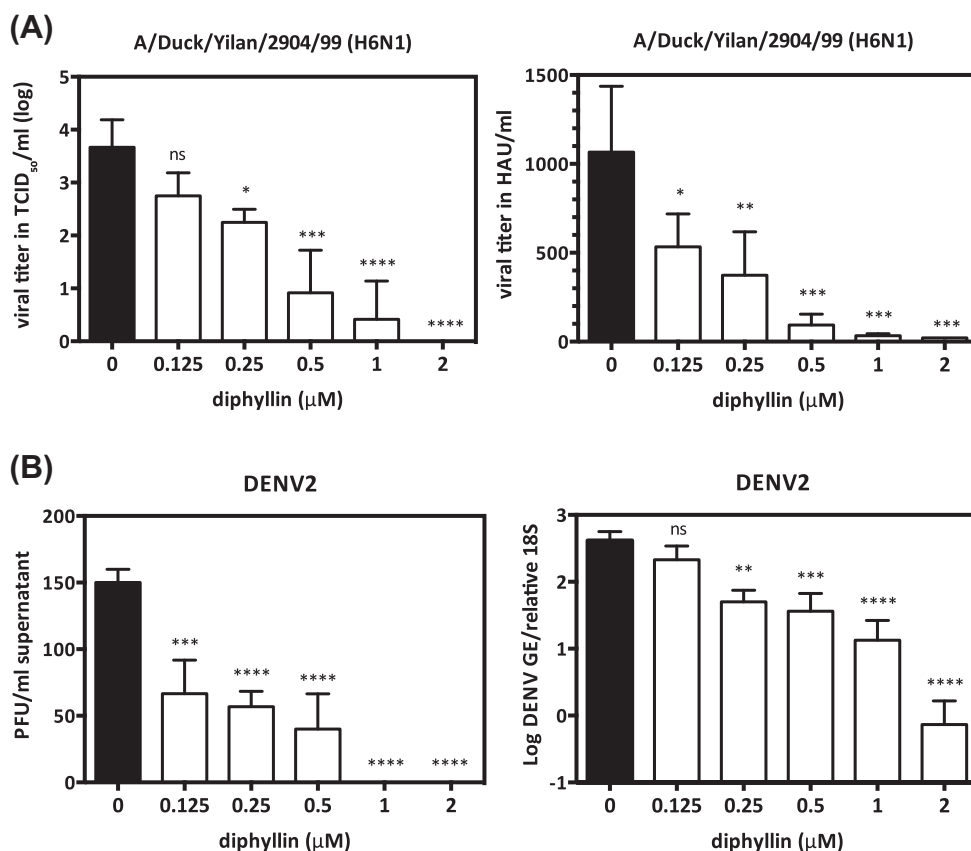 (A)
A/Duck/Yilan/2904/99 (H6N1)
viral titer in TCID50/ml (log)
5
4
3
2
1
0
ns
*
***
****
****
0 0.125 0.25 0.5 1 2
diphyllin (μM)
A/Duck/Yilan/2904/99 (H6N1)
viral titer in HAU/ml
1500
1000
500
0
*
**
***
***
***
0 0.125 0.25 0.5 1 2
diphyllin (μM)
(B)
DENV2
PFU/ml supernatant
200
150
100
50
0
***
****
****
****
****
0 0.125 0.25 0.5 1 2
diphyllin (μM)
DENV2
Log DENV GE/relative 18S
3
2
1
0
-1
ns
**
***
****
****
0 0.125 0.25 0.5 1 2
diphyllin (μM)